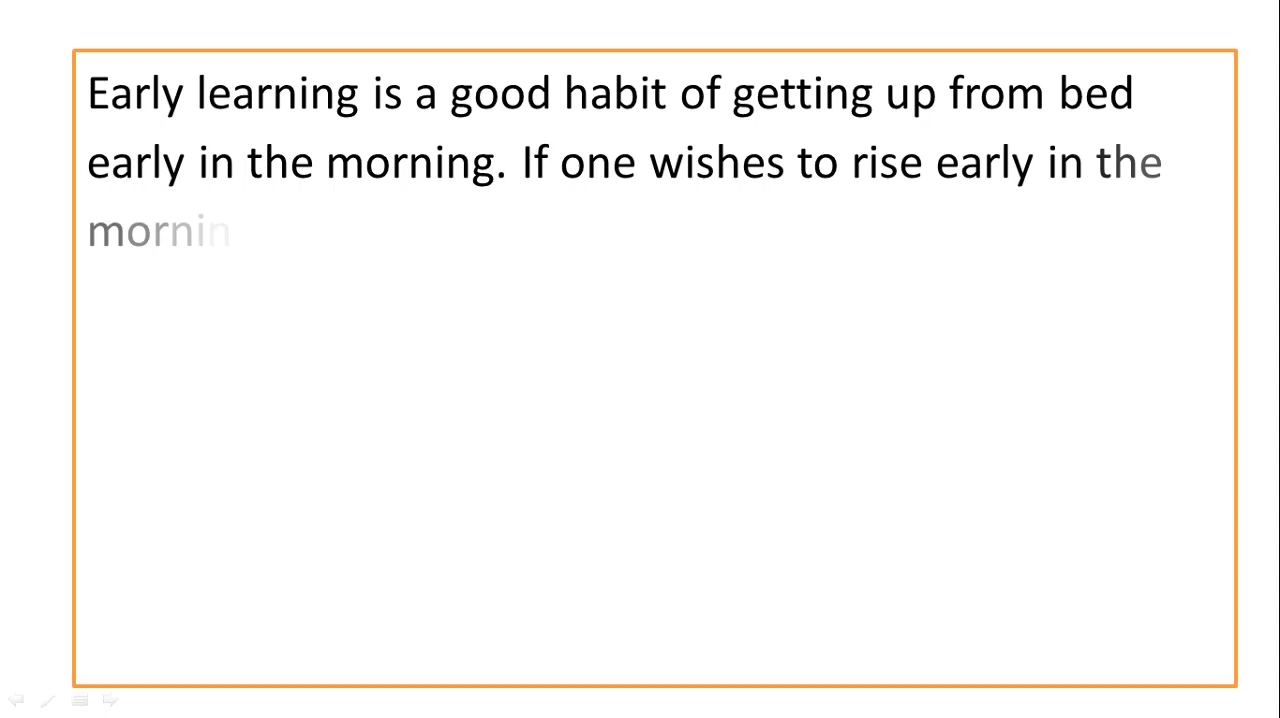 Early learning is a good habit of getting up from bed
early in the morning. If one wishes to rise early in the
mornin